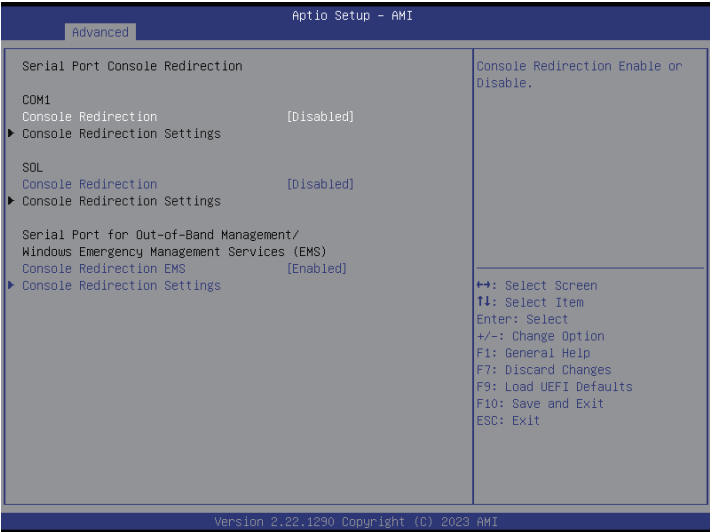 Aptio Setup – AMI
Advanced
Serial Port Console Redirection
COM1
Console Redirection [Disabled]
Console Redirection Settings
SOL
Console Redirection [Disabled]
Console Redirection Settings
Serial Port for Out-of-Band Management/
Windows Emergency Management Services (EMS)
Console Redirection EMS [Enabled]
Console Redirection Settings
Console Redirection Enable or
Disable.
↔: Select Screen
↑↓: Select Item
Enter: Select
+/-: Change Option
F1: General Help
F7: Discard Changes
F9: Load UEFI Defaults
F10: Save and Exit
ESC: Exit
Version 2.22.1290 Copyright (C) 2023 AMI